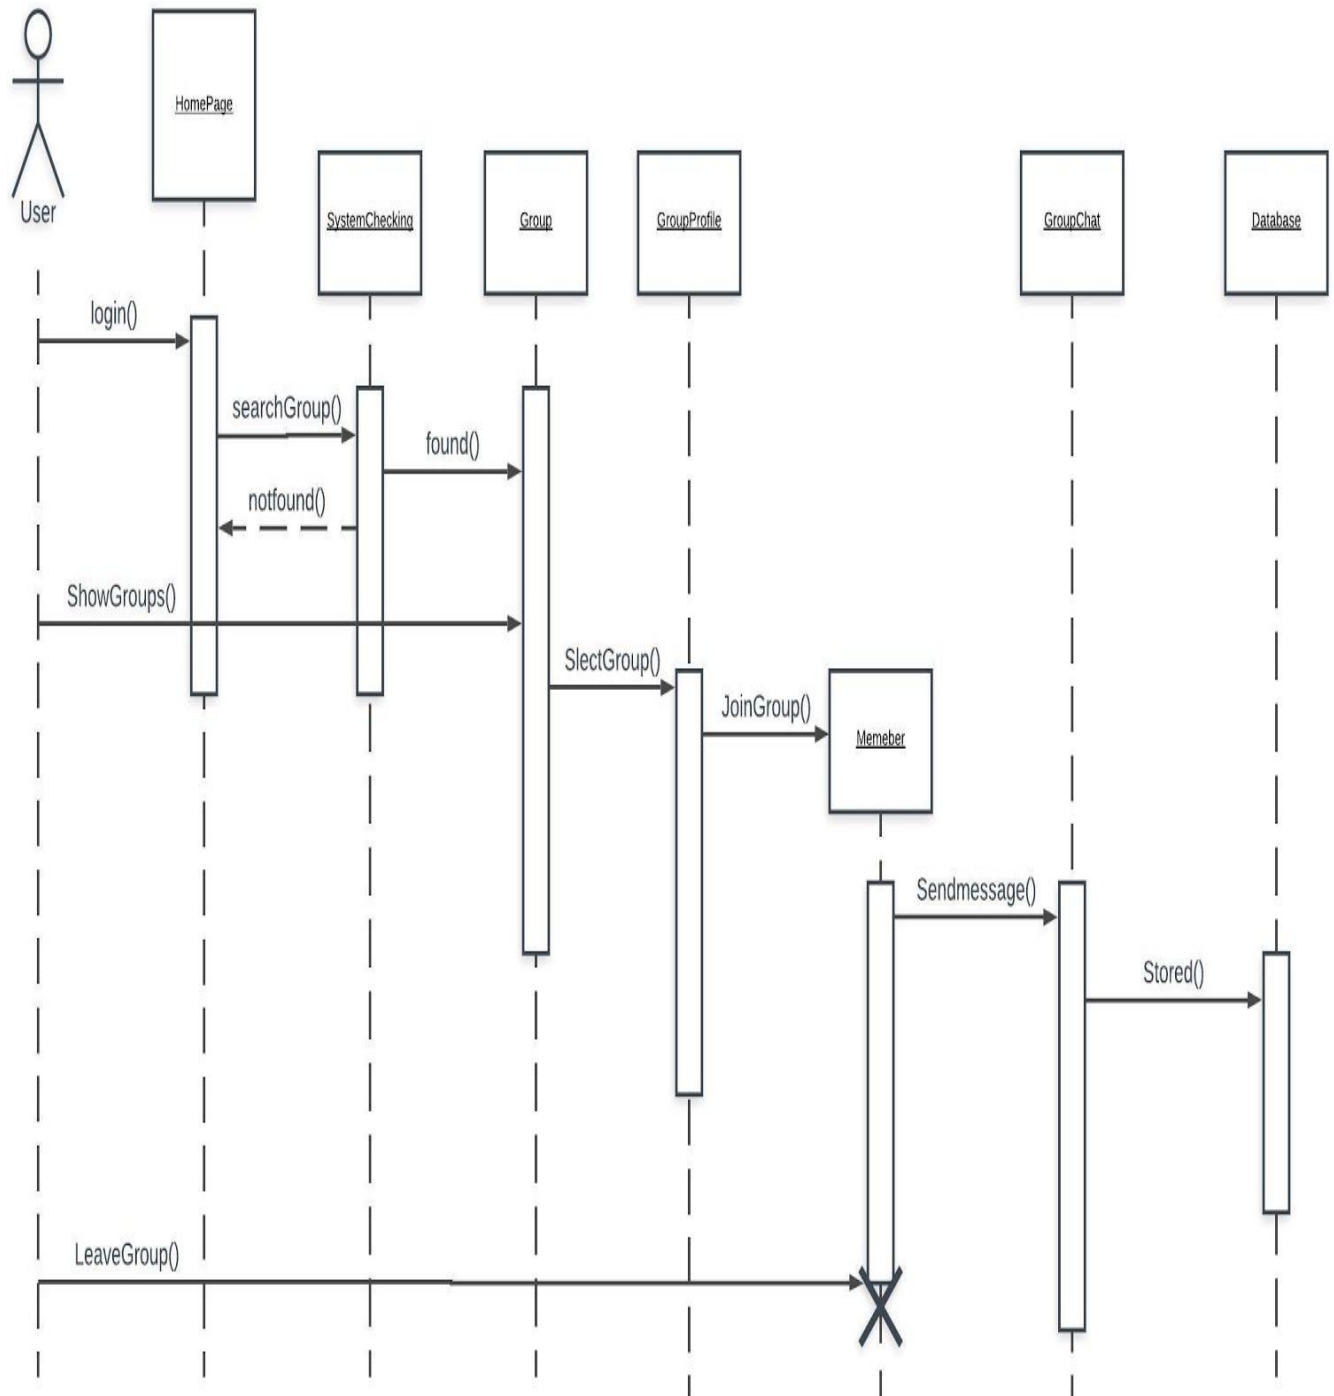 HomePage
User
SystemChecking
Group
GroupProfile
GroupChat
Database
login()
searchGroup()
found()
notfound()
ShowGroups()
SlectGroup()
JoinGroup()
Memeber
Sendmessage()
Stored()
LeaveGroup()